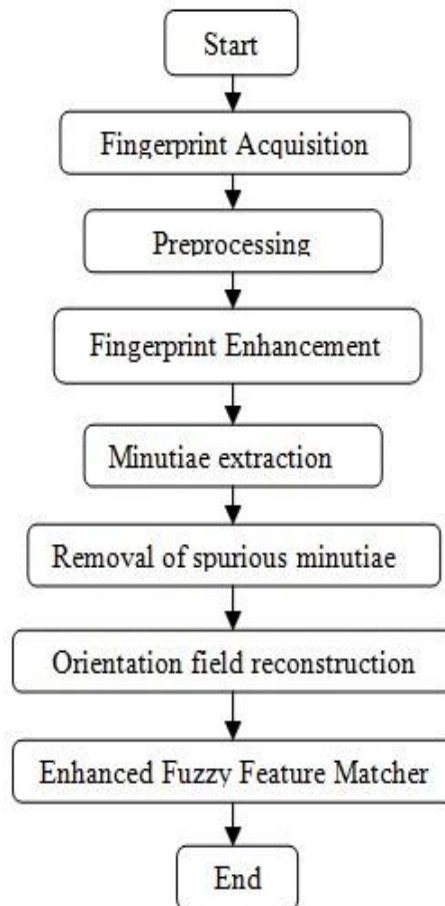 Start
Fingerprint Acquisition
Preprocessing
Fingerprint Enhancement
Minutiae extraction
Removal of spurious minutiae
Orientation field reconstruction
Enhanced Fuzzy Feature Matcher
End